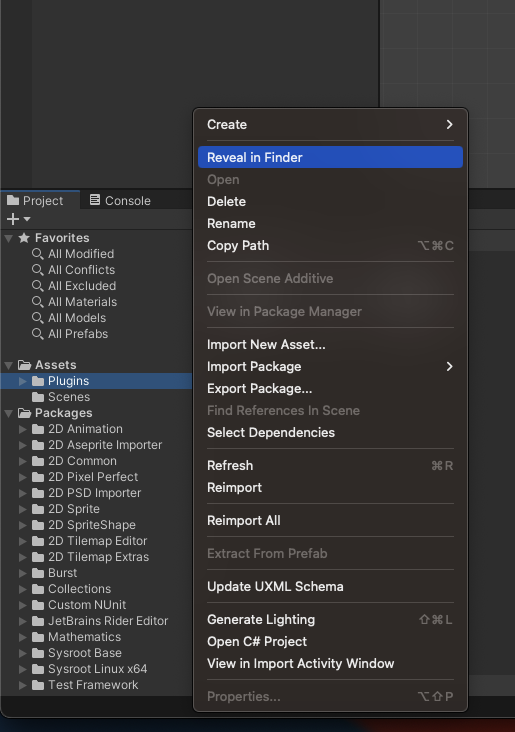 Create
Reveal in Finder
Open
Delete
Rename
Copy Path ⌥⌘C
Open Scene Additive
View in Package Manager
Import New Asset...
Import Package
Export Package...
Find References In Scene
Select Dependencies
Refresh ⌘R
Reimport
Reimport All
Extract From Prefab
Update UXML Schema
Generate Lighting ⇧⌘L
Open C# Project
View in Import Activity Window
Properties... ⌥⇧P
Project Console
Favorites
All Modified
All Conflicts
All Excluded
All Materials
All Models
All Prefabs
Assets
Plugins
Scenes
Packages
2D Animation
2D Aseprite Importer
2D Common
2D Pixel Perfect
2D PSD Importer
2D Sprite
2D SpriteShape
2D Tilemap Editor
2D Tilemap Extras
Burst
Collections
Custom NUnit
JetBrains Rider Editor
Mathematics
Sysroot Base
Sysroot Linux x64
Test Framework